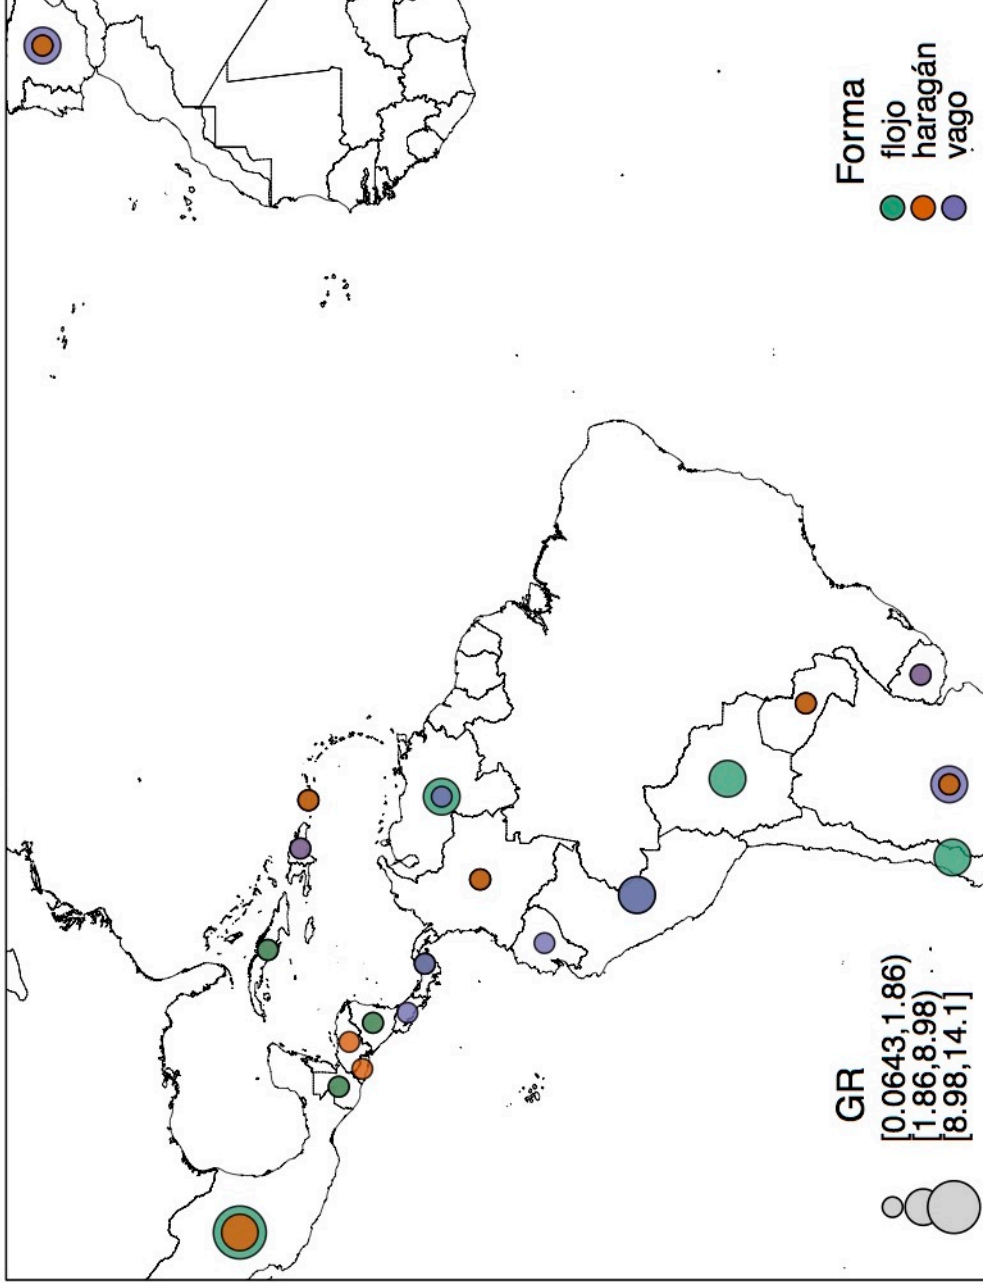 GR
[0.0643,1.86)
[1.86,8.98)
[8.98,14.1]
Forma
flojo
haragán
vago